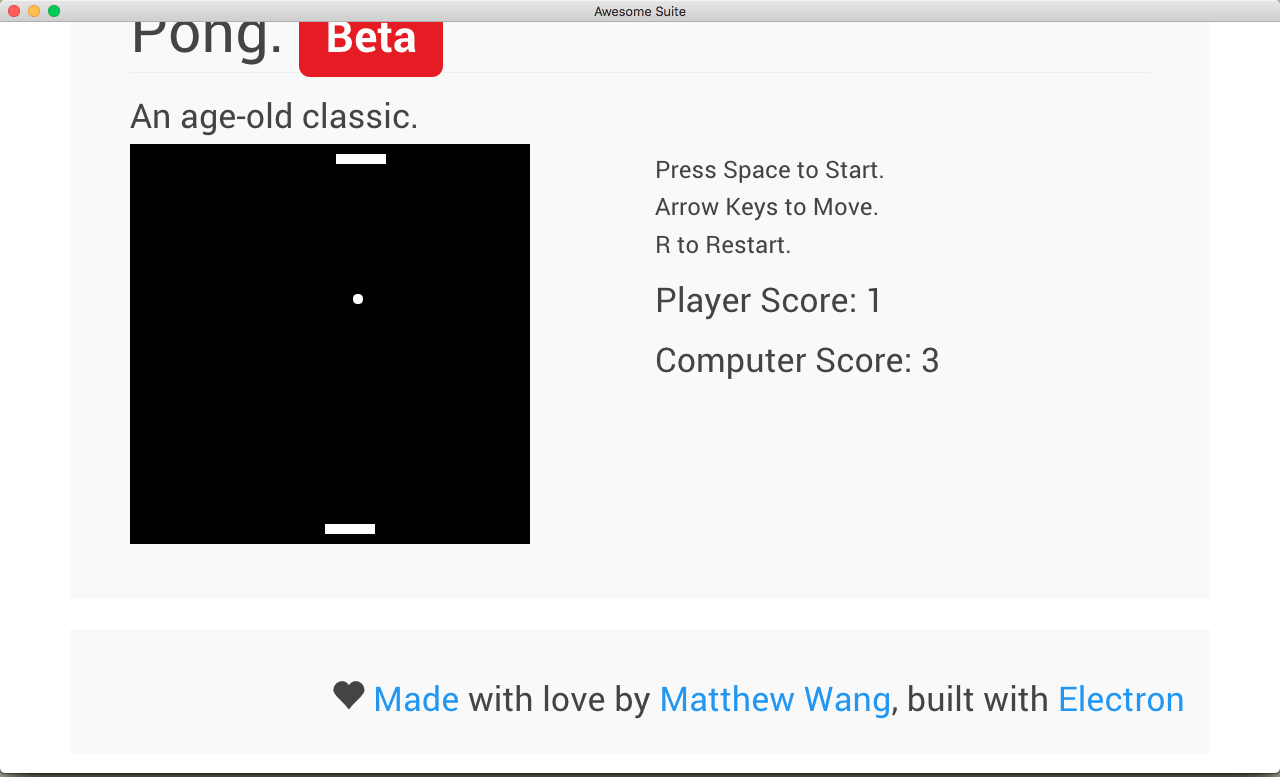 Awesome Suite
Pong. Beta
An age-old classic.
Press Space to Start.
Arrow Keys to Move.
R to Restart.
Player Score: 1
Computer Score: 3
Made with love by Matthew Wang, built with Electron